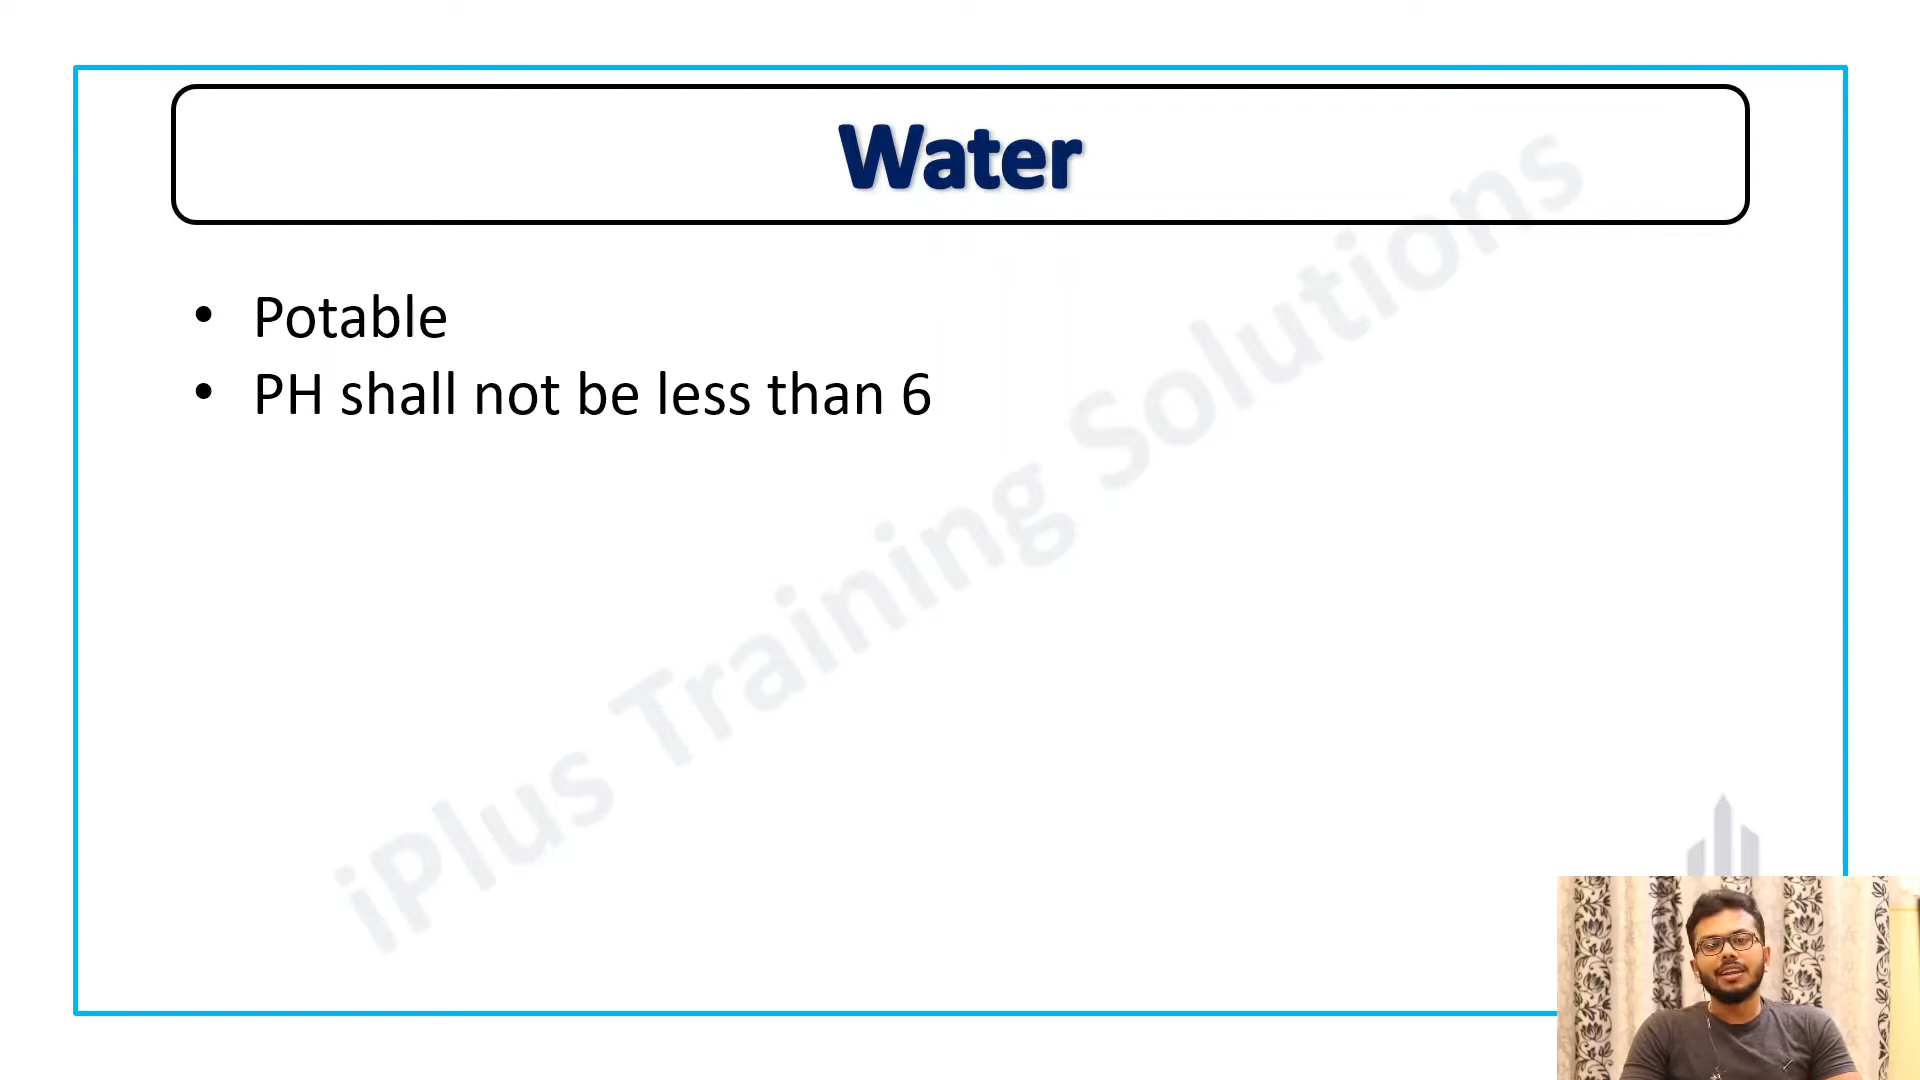 Water
• Potable
• PH shall not be less than 6
iPlus Training Solutions